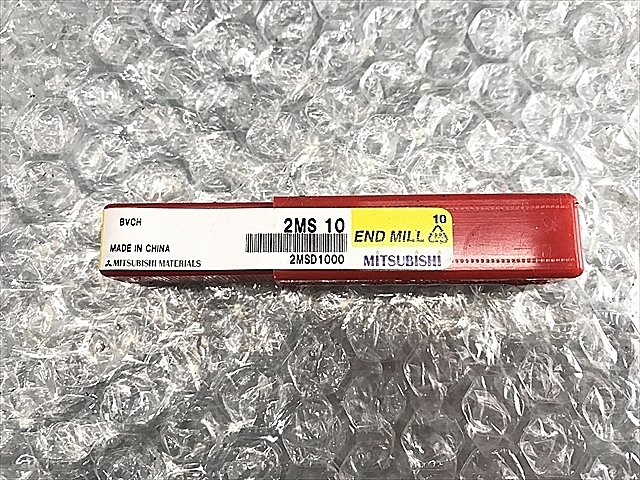 BVCH
MADE IN CHINA
MITSUBISHI MATERIALS
2MS 10
2MSD1000
10
END MILL
MITSUBISHI